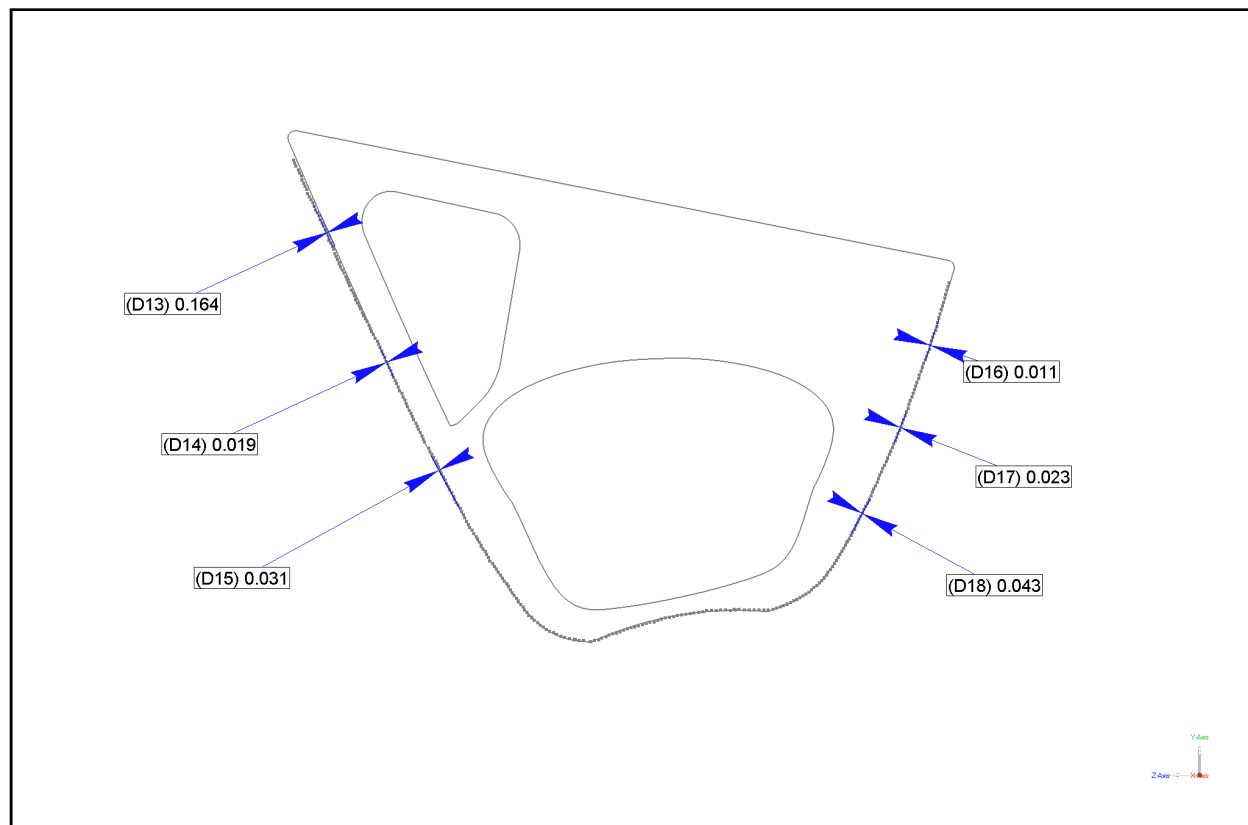 (D13) 0.164
(D16) 0.011
(D14) 0.019
(D17) 0.023
(D15) 0.031
(D18) 0.043
Y-Axis
Z-Axis
X-Axis